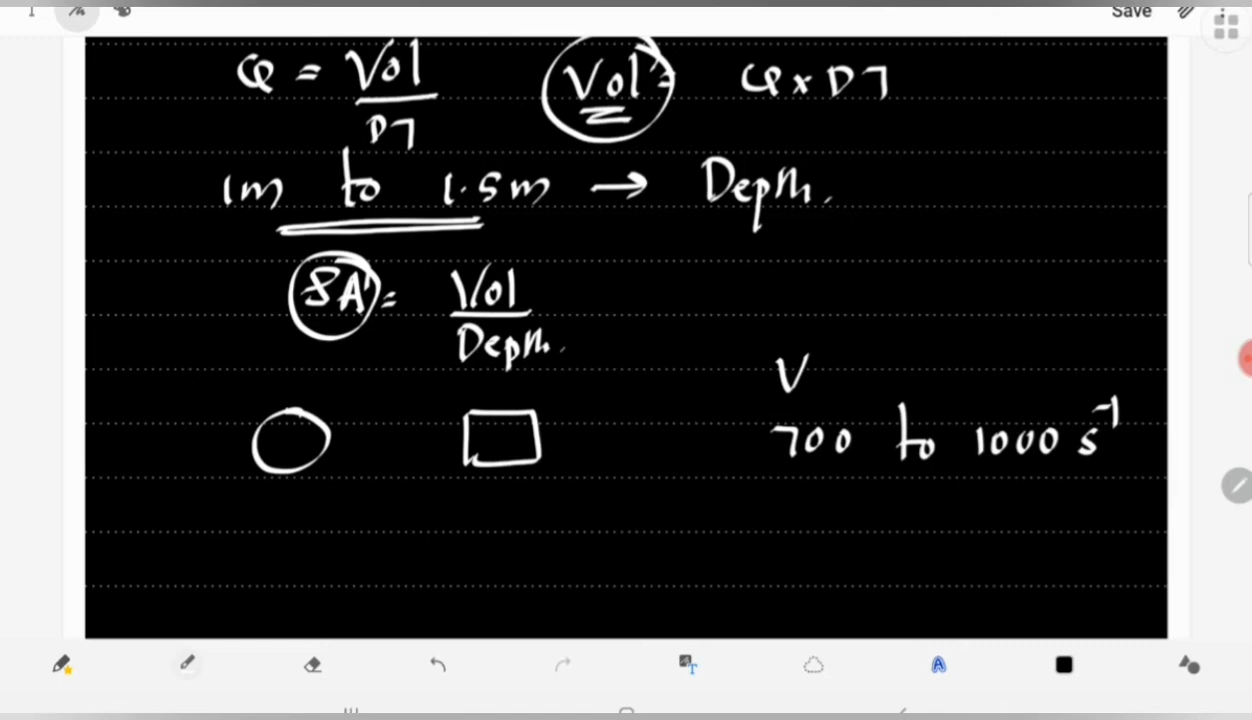 Save
Q = Vol / DT   Vol = Q x DT
1m to 1.5m → Depth.
SA = Vol / Depth.
V
700 to 1000 s⁻¹